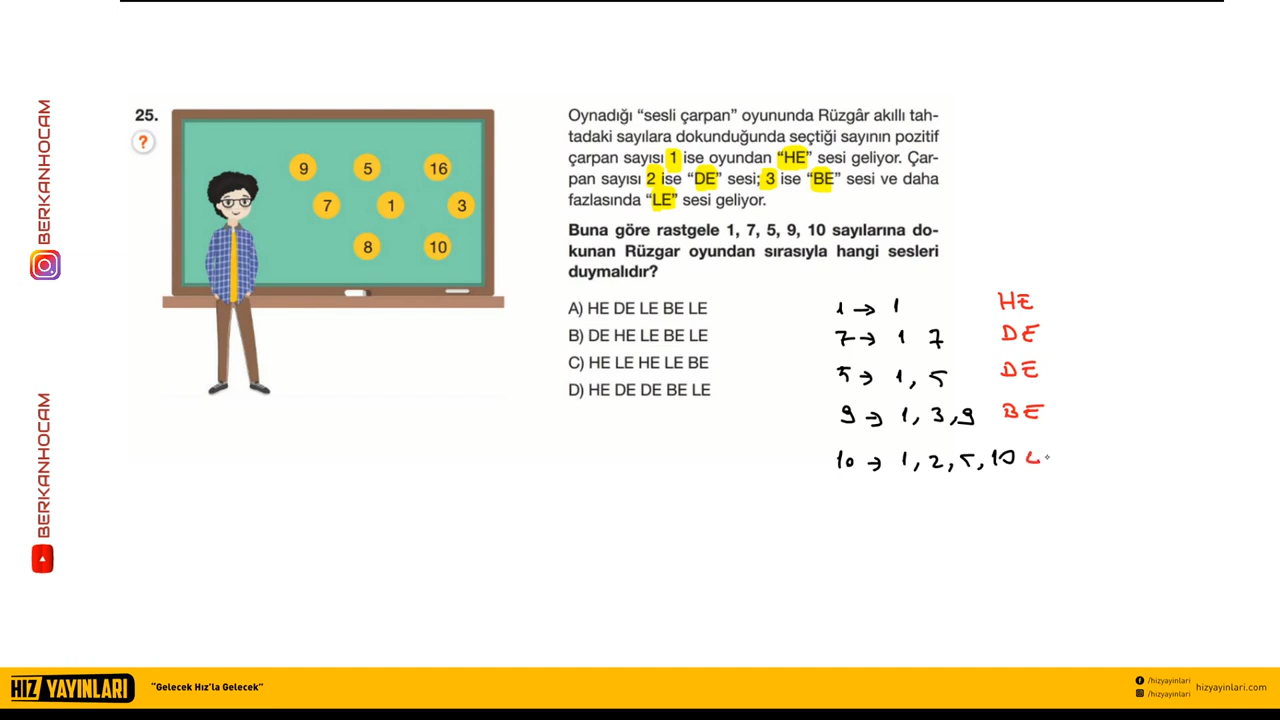 BERKANHOCAM
BERKANHOCAM
25.
?
9 5 16
7 1 3
8 10
Oynadığı “sesli çarpan” oyununda Rüzgâr akıllı tah-
tadaki sayılara dokunduğunda seçtiği sayının pozitif
çarpan sayısı 1 ise oyundan “HE” sesi geliyor. Çar-
pan sayısı 2 ise “DE” sesi; 3 ise “BE” sesi ve daha
fazlasında “LE” sesi geliyor.
Buna göre rastgele 1, 7, 5, 9, 10 sayılarına do-
kunan Rüzgar oyundan sırasıyla hangi sesleri
duymalıdır?
A) HE DE LE BE LE
B) DE HE LE BE LE
C) HE LE HE LE BE
D) HE DE DE BE LE
1 → 1 HE
7 → 1 7 DE
5 → 1, 5 DE
9 → 1, 3, 9 BE
10 → 1, 2, 5, 10 L
HIZ YAYINLARI
“Gelecek Hız’la Gelecek”
/hizyayinlari
/hizyayinlari
hizyayinlari.com